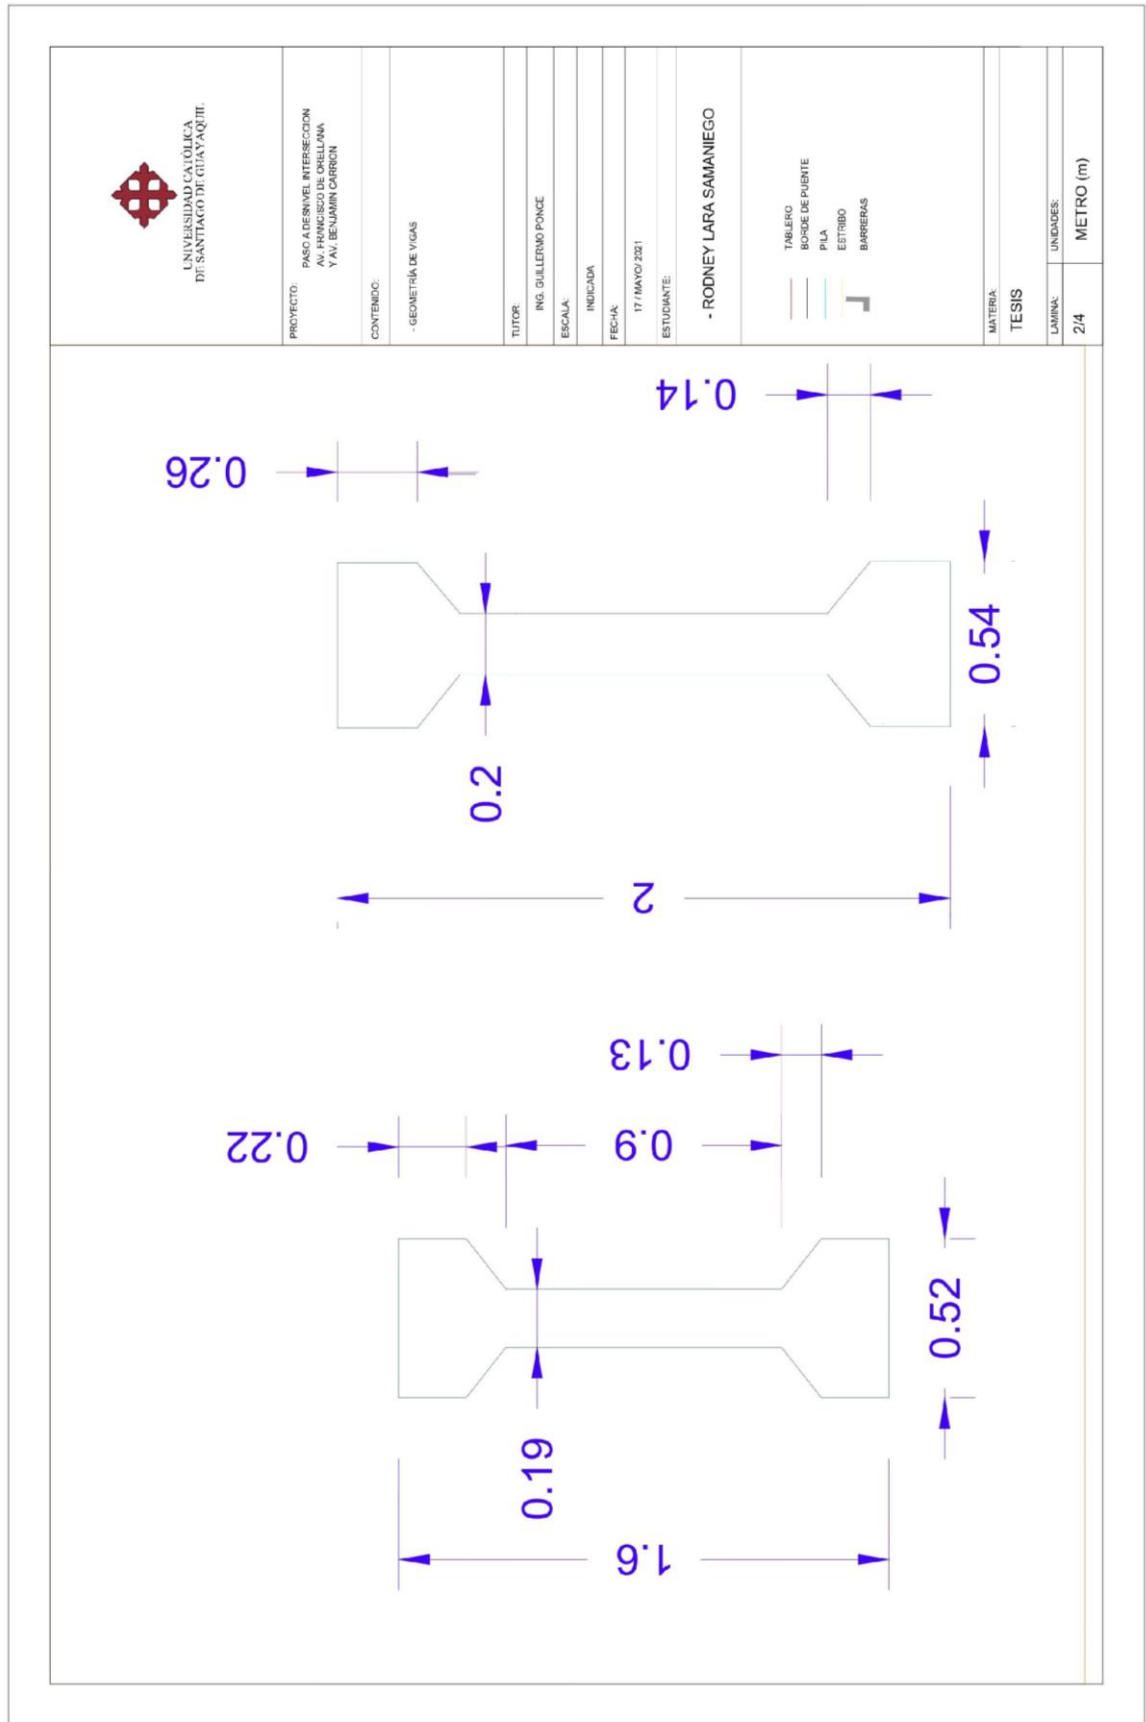 UNIVERSIDAD CATÓLICA
DE SANTIAGO DE GUAYAQUIL
PROYECTO:
PASO A DESNIVEL INTERSECCION
AV. FRANCISCO DE ORELLANA
Y AV. BENJAMIN CARRION
CONTENIDO:
- GEOMETRÍA DE VIGAS
TUTOR:
ING. GUILLERMO PONCE
ESCALA:
INDICADA
FECHA:
17 / MAYO/ 2021
ESTUDIANTE:
- RODNEY LARA SAMANIEGO
TABLERO
BORDE DE PUENTE
PILA
ESTRIBO
BARRERAS
MATERIA:
TESIS
LAMINA:
2/4
UNIDADES:
METRO (m)
0.26
0.14
0.2
0.54
2
0.22
0.9
0.13
0.19
0.52
1.6